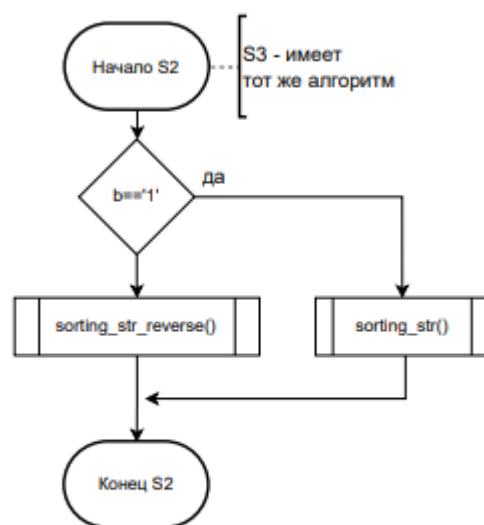 Начало S2
S3 - имеет
тот же алгоритм
b=='1'
да
sorting_str_reverse()
sorting_str()
Конец S2